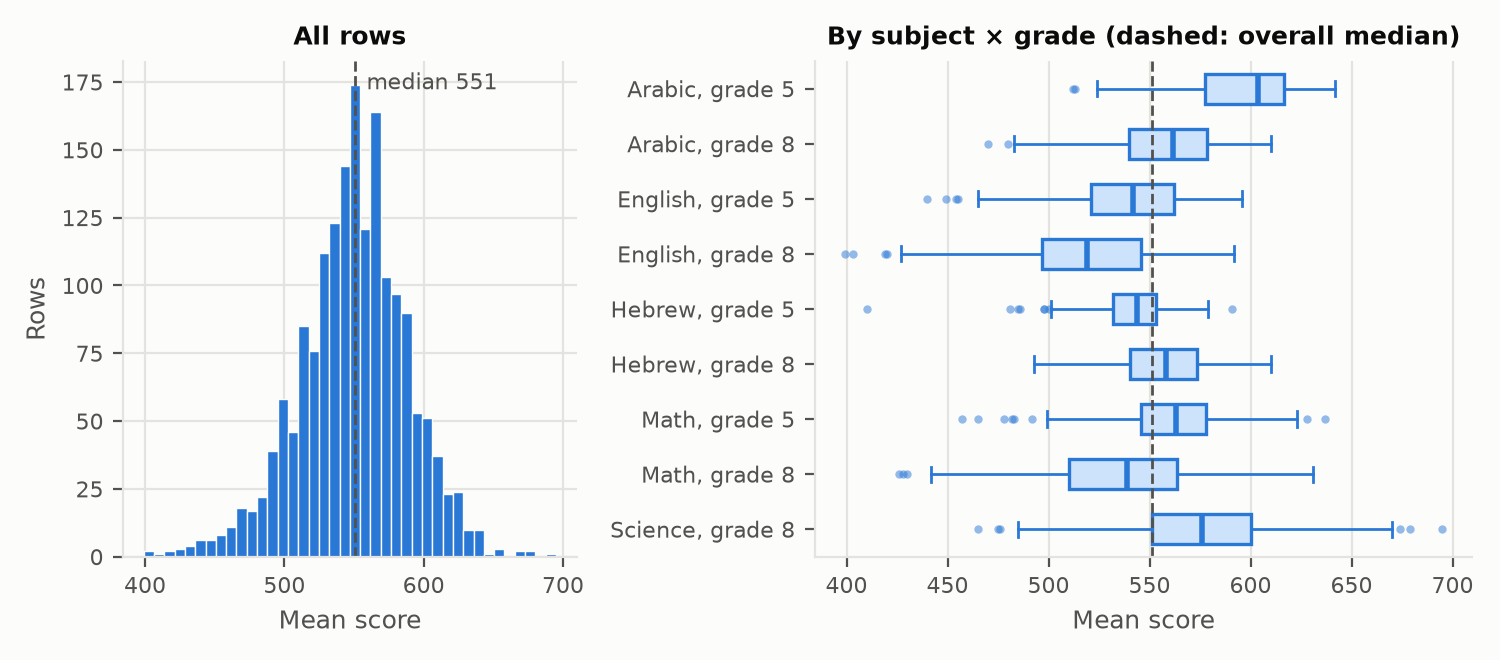 All rows
median 551
175
150
125
100
75
50
25
0
Rows
400
500
600
700
Mean score
By subject × grade (dashed: overall median)
Arabic, grade 5
Arabic, grade 8
English, grade 5
English, grade 8
Hebrew, grade 5
Hebrew, grade 8
Math, grade 5
Math, grade 8
Science, grade 8
400
450
500
550
600
650
700
Mean score